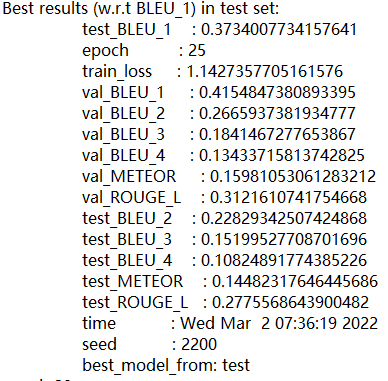 Best results (w.r.t BLEU_1) in test set:
test_BLEU_1 : 0.3734007734157641
epoch : 25
train_loss : 1.1427357705161576
val_BLEU_1 : 0.4154847380893395
val_BLEU_2 : 0.2665937381934777
val_BLEU_3 : 0.1841467277653867
val_BLEU_4 : 0.13433715813742825
val_METEOR : 0.15981053061283212
val_ROUGE_L : 0.3121610741754668
test_BLEU_2 : 0.22829342507424868
test_BLEU_3 : 0.15199527708701696
test_BLEU_4 : 0.10824891774385226
test_METEOR : 0.14482317646445686
test_ROUGE_L : 0.2775568643900482
time : Wed Mar 2 07:36:19 2022
seed : 2200
best_model_from: test